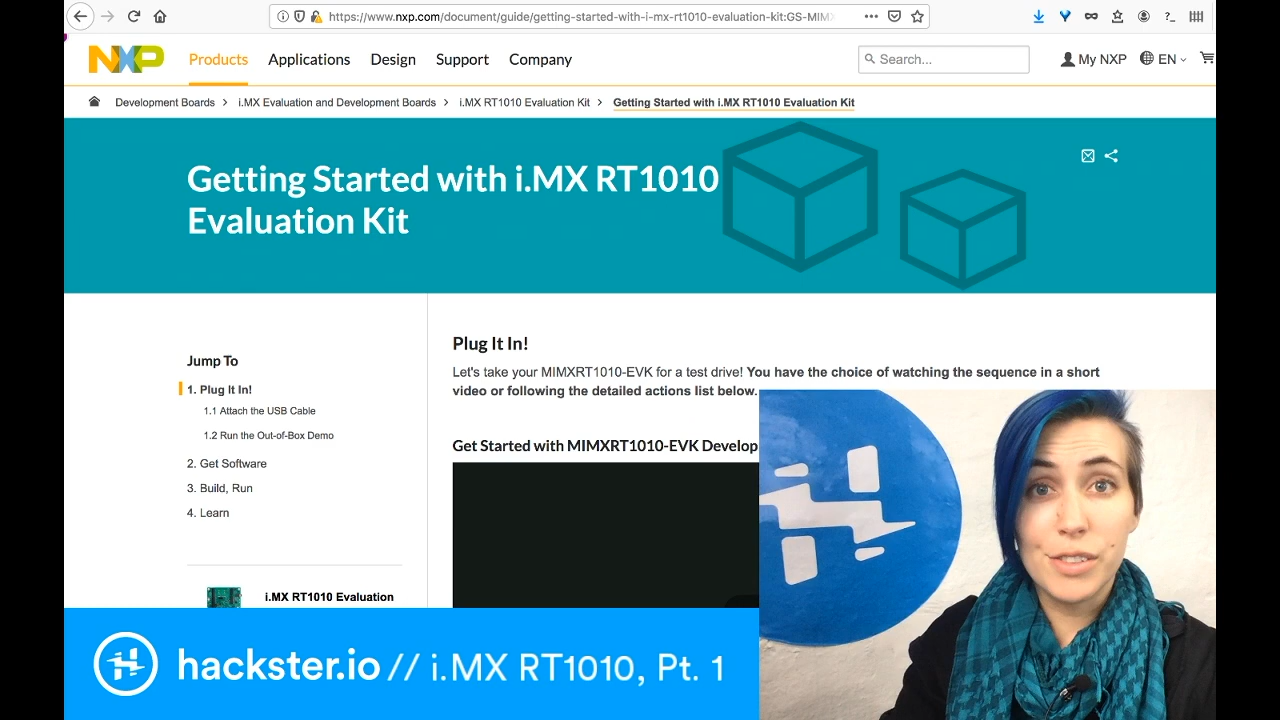 https://www.nxp.com/document/guide/getting-started-with-i-mx-rt1010-evaluation-kit:GS-MIM
NXP
Products Applications Design Support Company
Search...
My NXP EN
Development Boards > i.MX Evaluation and Development Boards > i.MX RT1010 Evaluation Kit > Getting Started with i.MX RT1010 Evaluation Kit
Getting Started with i.MX RT1010
Evaluation Kit
Jump To
1. Plug It In!
1.1 Attach the USB Cable
1.2 Run the Out-of-Box Demo
2. Get Software
3. Build, Run
4. Learn
i.MX RT1010 Evaluation
Plug It In!
Let's take your MIMXRT1010-EVK for a test drive! You have the choice of watching the sequence in a short
video or following the detailed actions list below.
Get Started with MIMXRT1010-EVK Develop
hackster.io // i.MX RT1010, Pt. 1